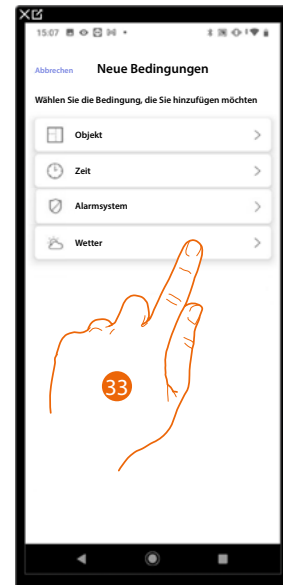 15:07
Abbrechen Neue Bedingungen
Wählen Sie die Bedingung, die Sie hinzufügen möchten
Objekt
Zeit
Alarmsystem
Wetter
33